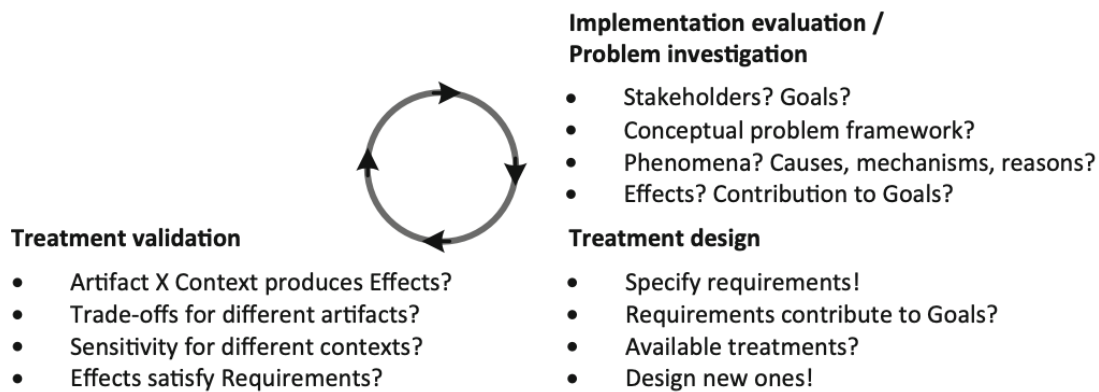 Implementation evaluation /
Problem investigation
• Stakeholders? Goals?
• Conceptual problem framework?
• Phenomena? Causes, mechanisms, reasons?
• Effects? Contribution to Goals?
Treatment validation
• Artifact X Context produces Effects?
• Trade-offs for different artifacts?
• Sensitivity for different contexts?
• Effects satisfy Requirements?
Treatment design
• Specify requirements!
• Requirements contribute to Goals?
• Available treatments?
• Design new ones!